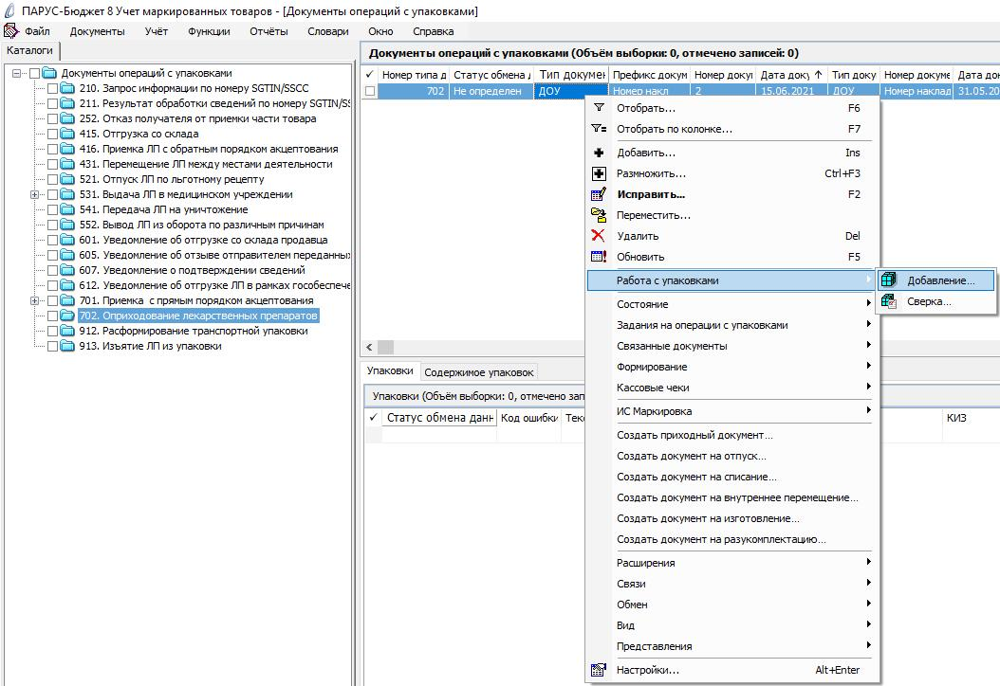 ПАРУС-Бюджет 8 Учет маркированных товаров - [Документы операций с упаковками]
Файл Документы Учёт Функции Отчёты Словари Окно Справка
Каталоги
Документы операций с упаковками
210. Запрос информации по номеру SGTIN/SSCC
211. Результат обработки сведений по номеру SGTIN/SS
252. Отказ получателя от приемки части товара
415. Отгрузка со склада
416. Приемка ЛП с обратным порядком акцептования
431. Перемещение ЛП между местами деятельности
521. Отпуск ЛП по льготному рецепту
531. Выдача ЛП в медицинском учреждении
541. Передача ЛП на уничтожение
552. Вывод ЛП из оборота по различным причинам
601. Уведомление об отгрузке со склада продавца
605. Уведомление об отзыве отправителем переданны
607. Уведомление о подтверждении сведений
612. Уведомление об отгрузке ЛП в рамках гособеспече
701. Приемка с прямым порядком акцептования
702. Оприходование лекарственных препаратов
912. Расформирование транспортной упаковки
913. Изъятие ЛП из упаковки
Документы операций с упаковками (Объём выборки: 0, отмечено записей: 0)
Номер типа д Статус обмена д Тип докумен Префикс докум Номер докум Дата доку Тип доку Номер докуме Дата до
702 Не определен ДОУ Номер накл 2 15.06.2021 ДОУ Номер наклад 31.05.20
Отобрать... F6
Отобрать по колонке... F7
Добавить... Ins
Размножить... Ctrl+F3
Исправить... F2
Переместить...
Удалить Del
Обновить F5
Работа с упаковками
Добавление...
Сверка...
Состояние
Задания на операции с упаковками
Связанные документы
Формирование
Кассовые чеки
ИС Маркировка
Создать приходный документ...
Создать документ на отпуск...
Создать документ на списание...
Создать документ на внутреннее перемещение...
Создать документ на изготовление...
Создать документ на разукомплектацию...
Расширения
Связи
Обмен
Вид
Представления
Настройки... Alt+Enter
Упаковки Содержимое упаковок
Упаковки (Объём выборки: 0, отмечено зап
Статус обмена данн Код ошибки Тек КИЗ